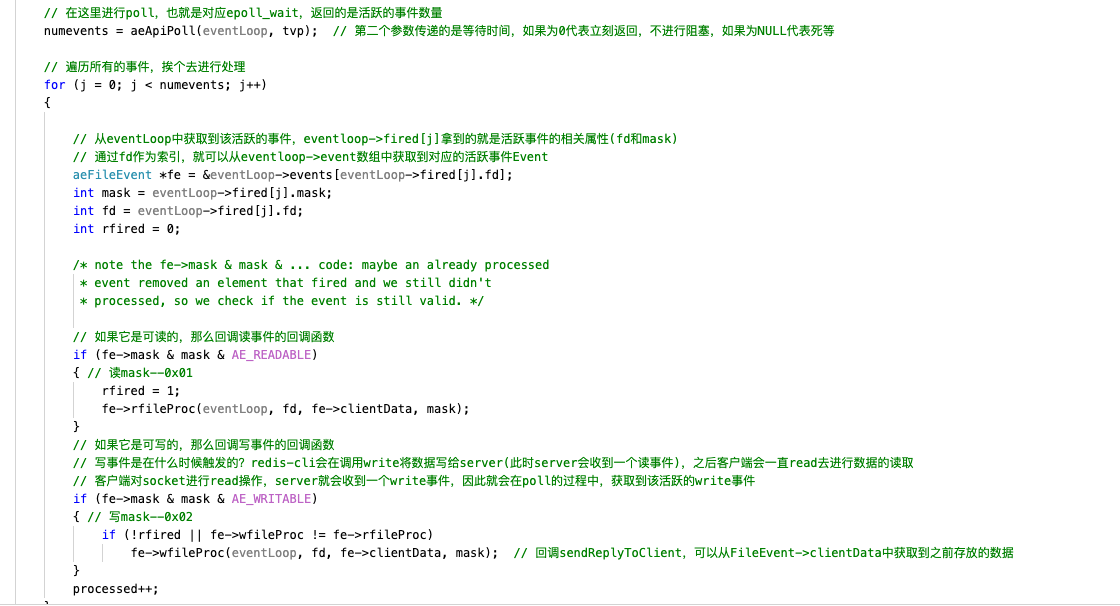 // 在这里进行poll，也就是对应epoll_wait，返回的是活跃的事件数量
numevents = aeApiPoll(eventLoop, tvp);  // 第二个参数传递的是等待时间，如果为0代表立刻返回，不进行阻塞，如果为NULL代表死等
// 遍历所有的事件，挨个去进行处理
for (j = 0; j < numevents; j++)
{
// 从eventLoop中获取到该活跃的事件，eventloop->fired[j]拿到的就是活跃事件的相关属性(fd和mask)
// 通过fd作为索引，就可以从eventloop->event数组中获取到对应的活跃事件Event
aeFileEvent *fe = &eventLoop->events[eventLoop->fired[j].fd];
int mask = eventLoop->fired[j].mask;
int fd = eventLoop->fired[j].fd;
int rfired = 0;
/* note the fe->mask & mask & ... code: maybe an already processed
* event removed an element that fired and we still didn't
* processed, so we check if the event is still valid. */
// 如果它是可读的，那么回调读事件的回调函数
if (fe->mask & mask & AE_READABLE)
{ // 读mask--0x01
rfired = 1;
fe->rfileProc(eventLoop, fd, fe->clientData, mask);
}
// 如果它是可写的，那么回调写事件的回调函数
// 写事件是在什么时候触发的？redis-cli会在调用write将数据写给server(此时server会收到一个读事件)，之后客户端会一直read去进行数据的读取
// 客户端对socket进行read操作，server就会收到一个write事件，因此就会在poll的过程中，获取到该活跃的write事件
if (fe->mask & mask & AE_WRITABLE)
{ // 写mask--0x02
if (!rfired || fe->wfileProc != fe->rfileProc)
fe->wfileProc(eventLoop, fd, fe->clientData, mask);  // 回调sendReplyToClient，可以从FileEvent->clientData中获取到之前存放的数据
}
processed++;